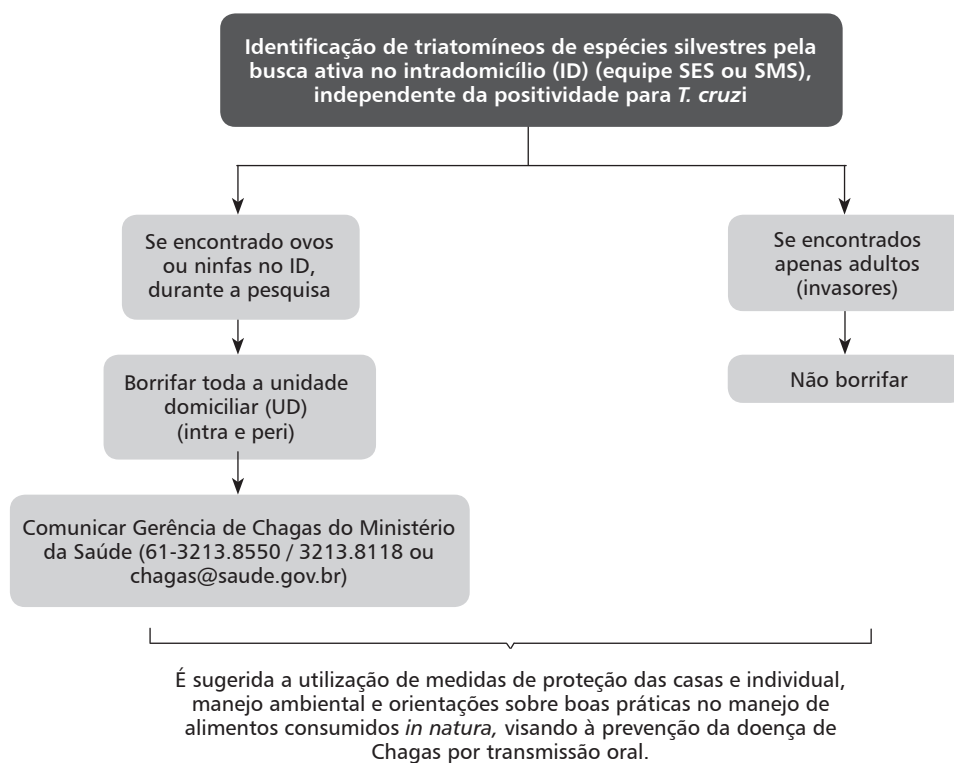 Identificação de triatomíneos de espécies silvestres pela
busca ativa no intradomicílio (ID) (equipe SES ou SMS),
independente da positividade para T. cruzi
Se encontrado ovos
ou ninfas no ID,
durante a pesquisa
Se encontrados
apenas adultos
(invasores)
Borrifar toda a unidade
domiciliar (UD)
(intra e peri)
Não borrifar
Comunicar Gerência de Chagas do Ministério
da Saúde (61-3213.8550 / 3213.8118 ou
chagas@saude.gov.br)
É sugerida a utilização de medidas de proteção das casas e individual,
manejo ambiental e orientações sobre boas práticas no manejo de
alimentos consumidos in natura, visando à prevenção da doença de
Chagas por transmissão oral.